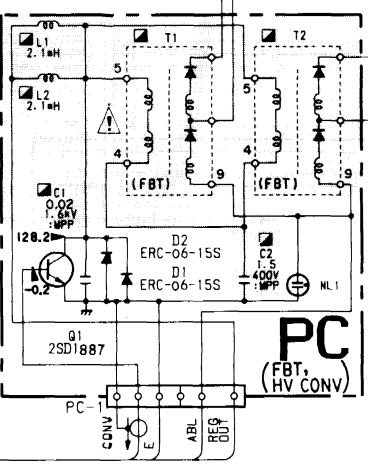 T1
T2
L1
2.1mH
L2
2.1mH
5
5
4
4
(FBT)
(FBT)
9
9
C1
0.02
1.6kV
:MPP
128.2
-0.2
D2
ERC-06-15S
D1
ERC-06-15S
C2
1.5
400V
:MPP
NL1
Q1
2SD1887
PC
(FBT,
HV CONV)
PC-1
CONV
E
ABL
REG
OUT